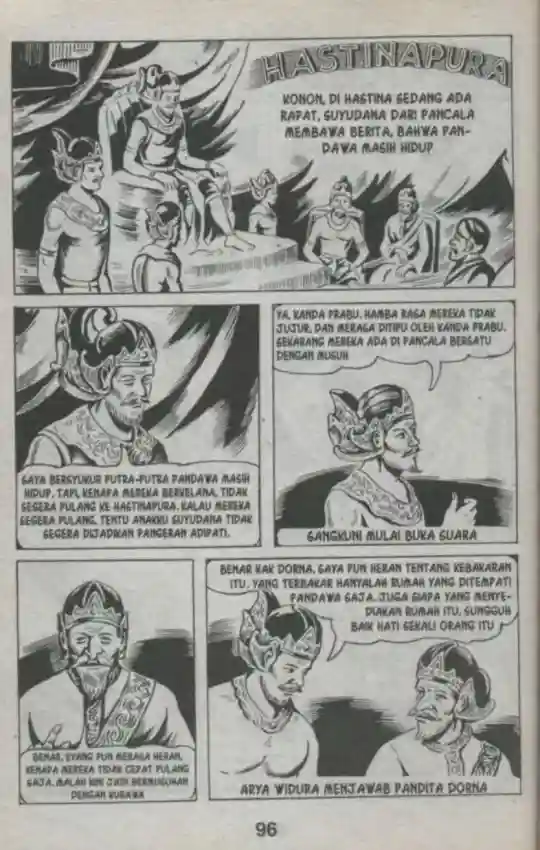 HASTINAPURA
KONON, DI HASTINA SEDANG ADA
RAPAT, SUYUDANA DARI PANCALA
MEMBAWA BERITA, BAHWA PAN-
DAWA MASIH HIDUP
YA, KANDA PRABU, HAMBA RASA MEREKA TIDAK
JUJUR, DAN MERASA DITIPU OLEH KANDA PRABU.
SEKARANG MEREKA ADA DI PANCALA BERSATU
DENGAN MUSUH
SAYA BERSYUKUR PUTRA-PUTRA PANDAWA MASIH
HIDUP. TAPI, KENAPA MEREKA BERKELANA, TIDAK
SEGERA PULANG KE HASTINAPURA. KALAU MEREKA
SEGERA PULANG, TENTU ANAKKU SUYUDANA TIDAK
SEGERA DIJADIKAN PANGERAN ADIPATI.
SANGKUNI MULAI BUKA SUARA
BENAR KAK DORNA, SAYA PUN HERAN TENTANG KEBAKARAN
ITU. YANG TERBAKAR HANYALAH RUMAH YANG DITEMPATI
PANDAWA SAJA. JUGA SIAPA YANG MENYE-
DIAKAN RUMAH ITU, SUNGGUH
BAIK HATI SEKALI ORANG ITU
BENAR, EYANG PUN MERASA HERAN,
KENAPA MEREKA TIDAK CEPAT PULANG
SAJA, MALAH KINI JADI BERMUSUHAN
DENGAN KURAWA
ARYA WIDURA MENJAWAB PANDITA DORNA
96